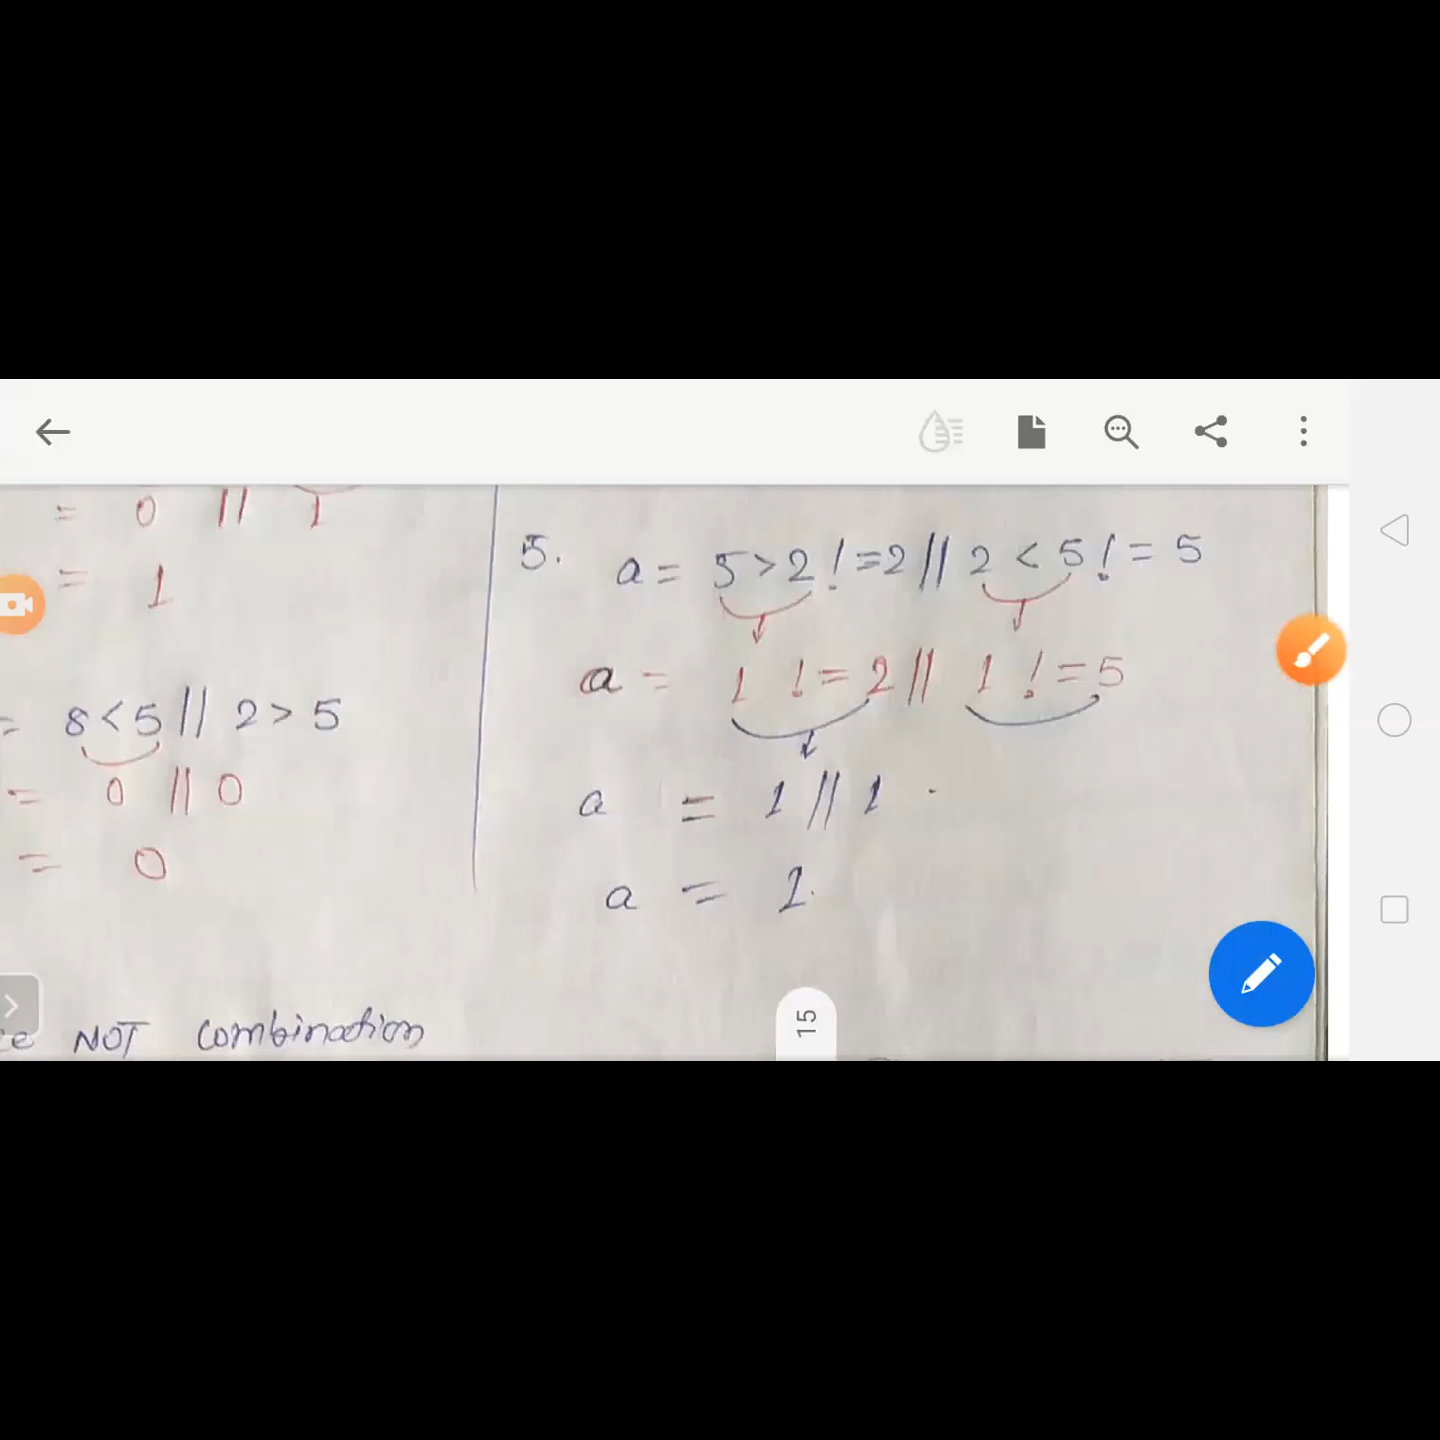 = 0 || 1
= 1
= 8<5 || 2>5
= 0 || 0
= 0
NOT Combination
5. a = 5>2!=2 || 2<5!=5
a = 1 !=2 || 1 !=5
a = 1 || 1
a = 1.
15